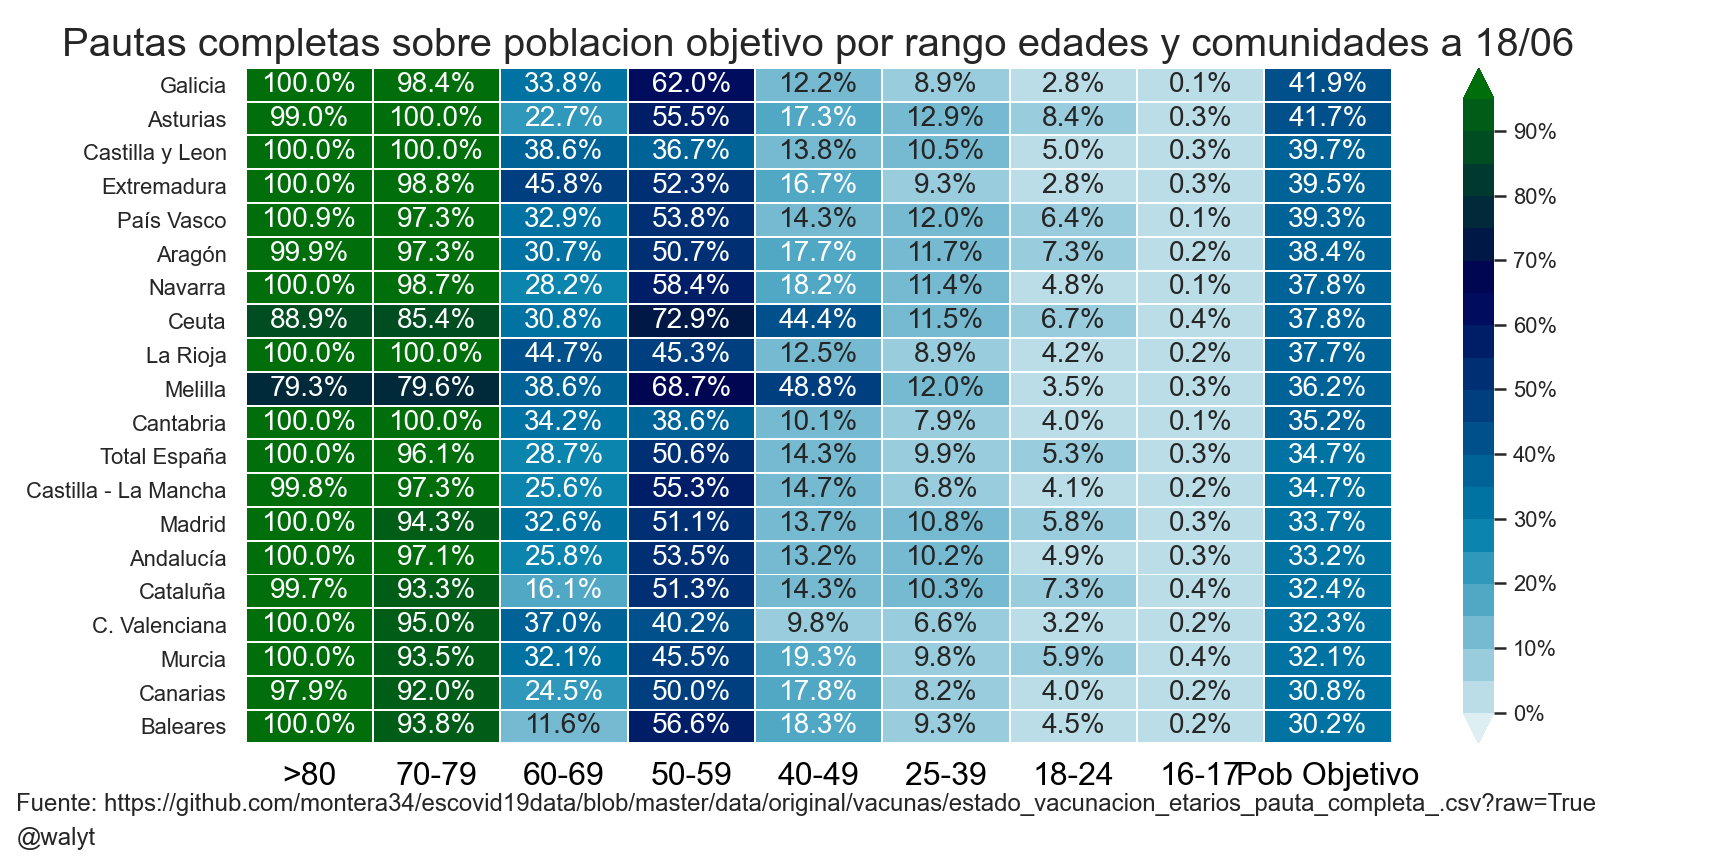 Pautas completas sobre poblacion objetivo por rango edades y comunidades a 18/06
Galicia 100.0% 98.4% 33.8% 62.0% 12.2% 8.9% 2.8% 0.1% 41.9%
Asturias 99.0% 100.0% 22.7% 55.5% 17.3% 12.9% 8.4% 0.3% 41.7%
Castilla y Leon 100.0% 100.0% 38.6% 36.7% 13.8% 10.5% 5.0% 0.3% 39.7%
Extremadura 100.0% 98.8% 45.8% 52.3% 16.7% 9.3% 2.8% 0.3% 39.5%
País Vasco 100.9% 97.3% 32.9% 53.8% 14.3% 12.0% 6.4% 0.1% 39.3%
Aragón 99.9% 97.3% 30.7% 50.7% 17.7% 11.7% 7.3% 0.2% 38.4%
Navarra 100.0% 98.7% 28.2% 58.4% 18.2% 11.4% 4.8% 0.1% 37.8%
Ceuta 88.9% 85.4% 30.8% 72.9% 44.4% 11.5% 6.7% 0.4% 37.8%
La Rioja 100.0% 100.0% 44.7% 45.3% 12.5% 8.9% 4.2% 0.2% 37.7%
Melilla 79.3% 79.6% 38.6% 68.7% 48.8% 12.0% 3.5% 0.3% 36.2%
Cantabria 100.0% 100.0% 34.2% 38.6% 10.1% 7.9% 4.0% 0.1% 35.2%
Total España 100.0% 96.1% 28.7% 50.6% 14.3% 9.9% 5.3% 0.3% 34.7%
Castilla - La Mancha 99.8% 97.3% 25.6% 55.3% 14.7% 6.8% 4.1% 0.2% 34.7%
Madrid 100.0% 94.3% 32.6% 51.1% 13.7% 10.8% 5.8% 0.3% 33.7%
Andalucía 100.0% 97.1% 25.8% 53.5% 13.2% 10.2% 4.9% 0.3% 33.2%
Cataluña 99.7% 93.3% 16.1% 51.3% 14.3% 10.3% 7.3% 0.4% 32.4%
C. Valenciana 100.0% 95.0% 37.0% 40.2% 9.8% 6.6% 3.2% 0.2% 32.3%
Murcia 100.0% 93.5% 32.1% 45.5% 19.3% 9.8% 5.9% 0.4% 32.1%
Canarias 97.9% 92.0% 24.5% 50.0% 17.8% 8.2% 4.0% 0.2% 30.8%
Baleares 100.0% 93.8% 11.6% 56.6% 18.3% 9.3% 4.5% 0.2% 30.2%
>80 70-79 60-69 50-59 40-49 25-39 18-24 16-17 Pob Objetivo
90%
80%
70%
60%
50%
40%
30%
20%
10%
0%
Fuente: https://github.com/montera34/escovid19data/blob/master/data/original/vacunas/estado_vacunacion_etarios_pauta_completa_.csv?raw=True
@walyt